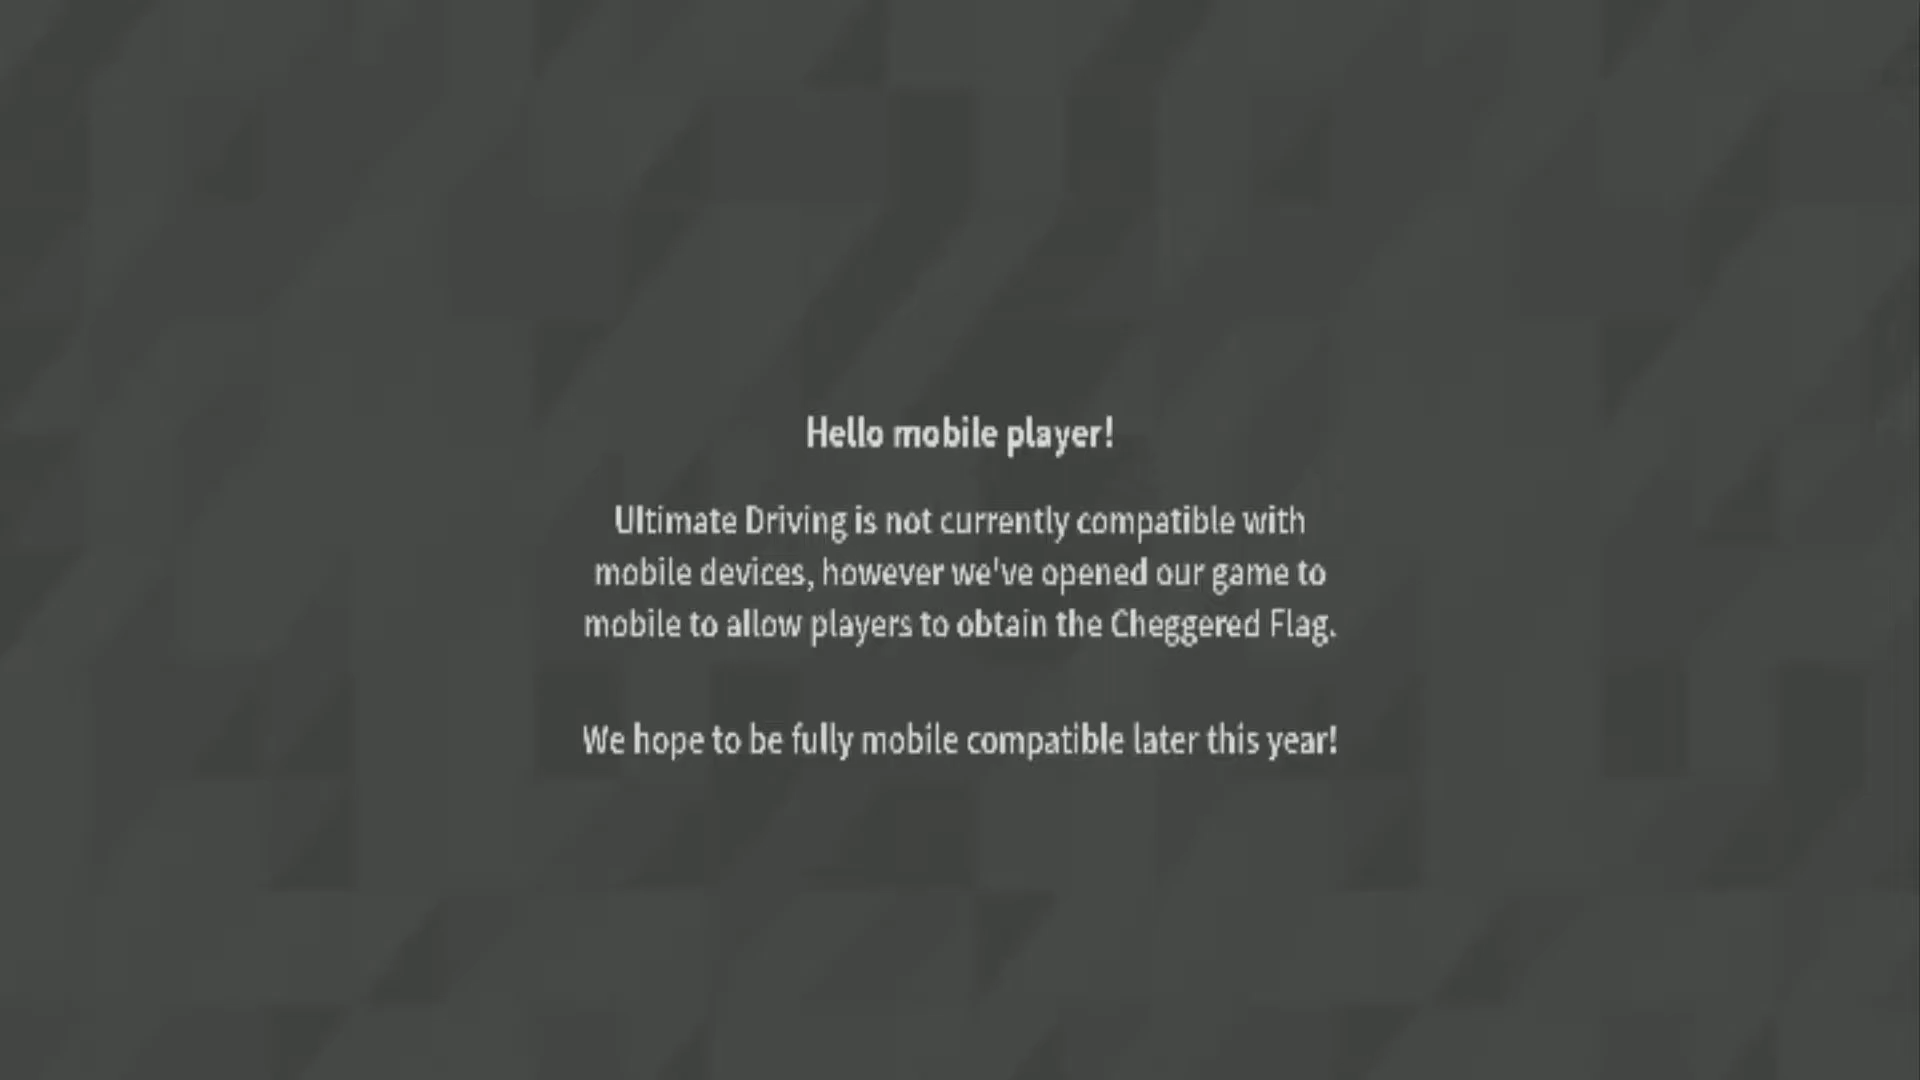 Hello mobile player!
Ultimate Driving is not currently compatible with
mobile devices, however we've opened our game to
mobile to allow players to obtain the Cheggered Flag.
We hope to be fully mobile compatible later this year!